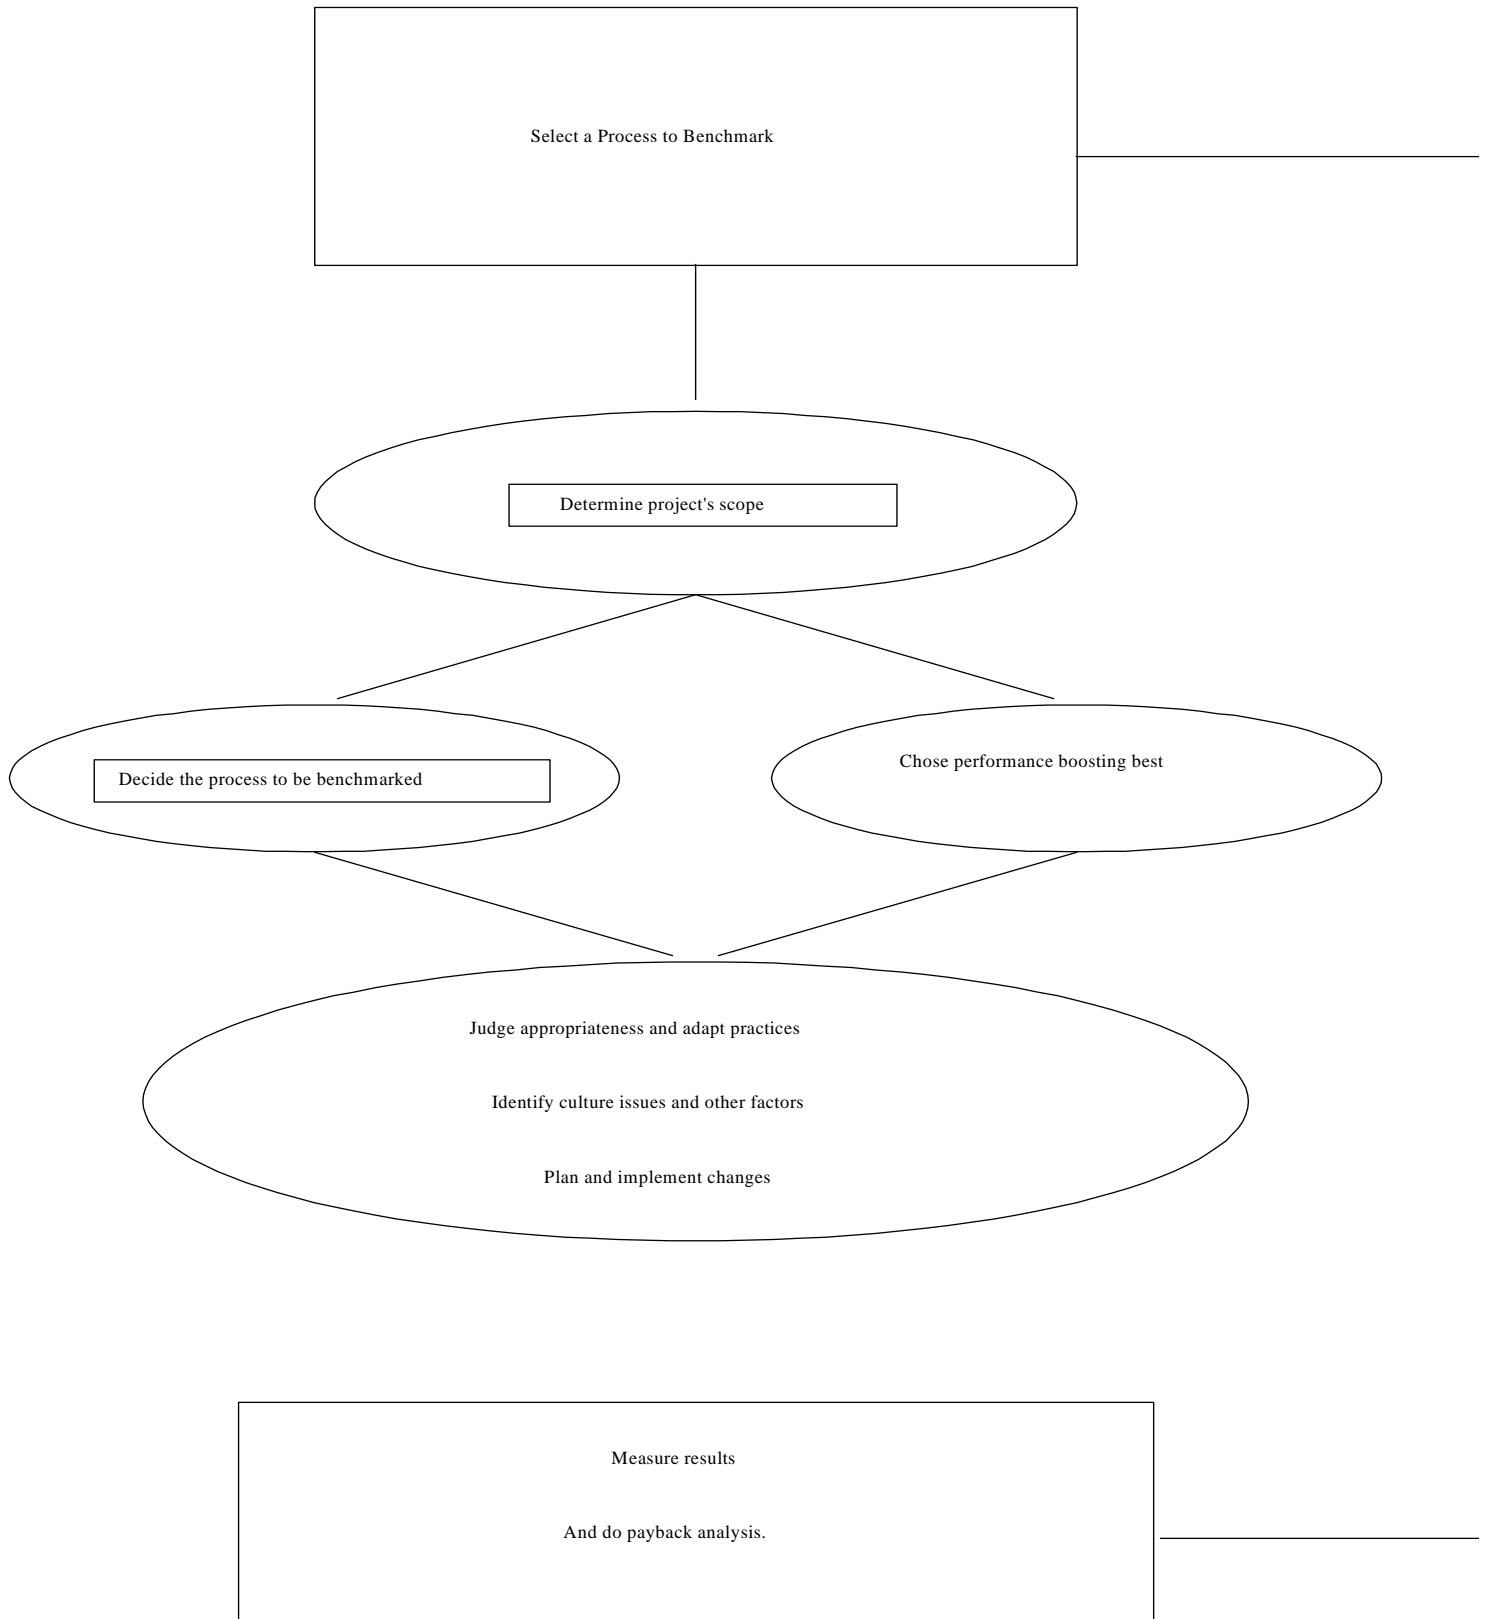 Select a Process to Benchmark
Determine project's scope
Decide the process to be benchmarked
Chose performance boosting best
Judge appropriateness and adapt practices
Identify culture issues and other factors
Plan and implement changes
Measure results
And do payback analysis.